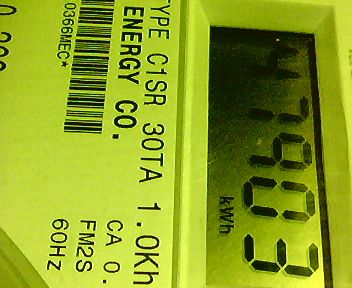 47903
kWh
TYPE C1SR 30TA 1.0Kh
ENERGY CO.
CA 0.
FM2S
0366MEC*
60Hz